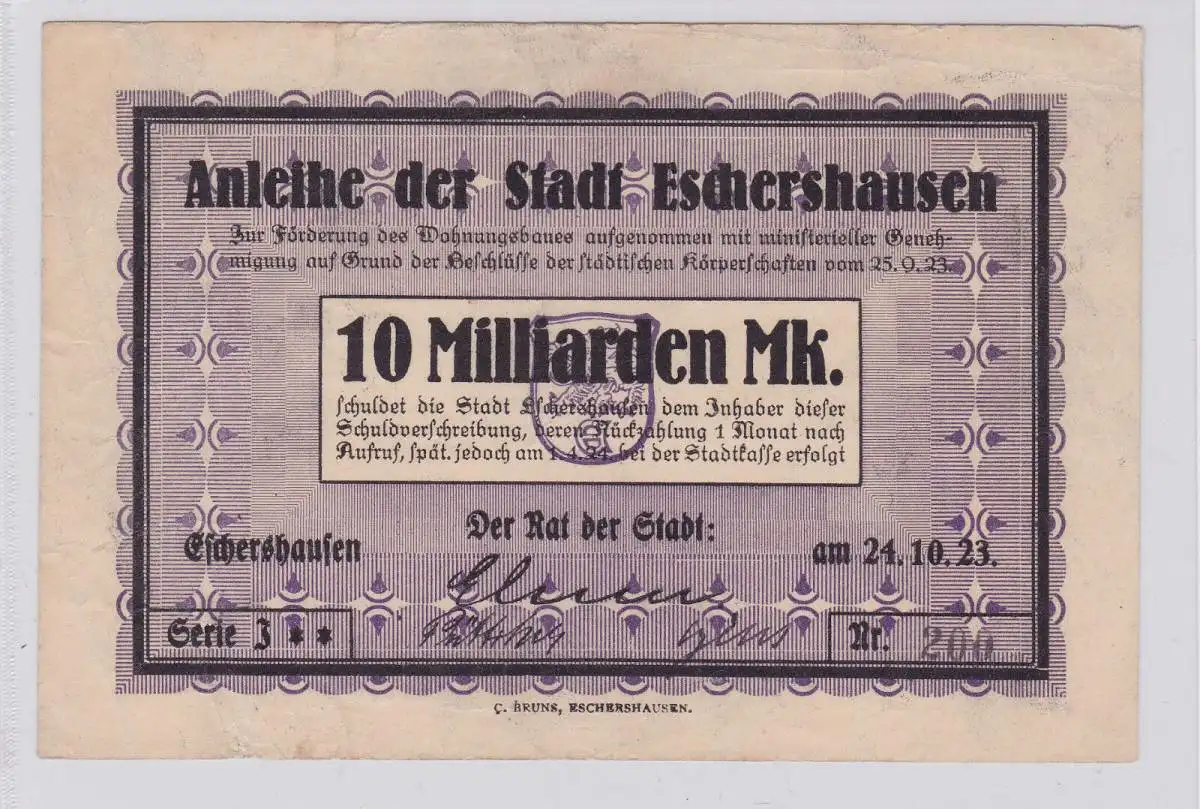 Anleihe der Stadt Eschershausen
Zur Förderung des Wohnungsbaues aufgenommen mit ministerieller Geneh-
migung auf Grund der Beschlüsse der städtischen Körperschaften vom 25. 9. 23.
10 Milliarden Mk.
schuldet die Stadt Eschershausen dem Inhaber dieser
Schuldverschreibung, deren Rückzahlung 1 Monat nach
Aufruf, spät. jedoch am 1. 4. 24. bei der Stadtkasse erfolgt
Der Rat der Stadt:
Eschershausen
am 24. 10. 23.
Serie J * *
Nr. 200
C. BRUNS, ESCHERSHAUSEN.